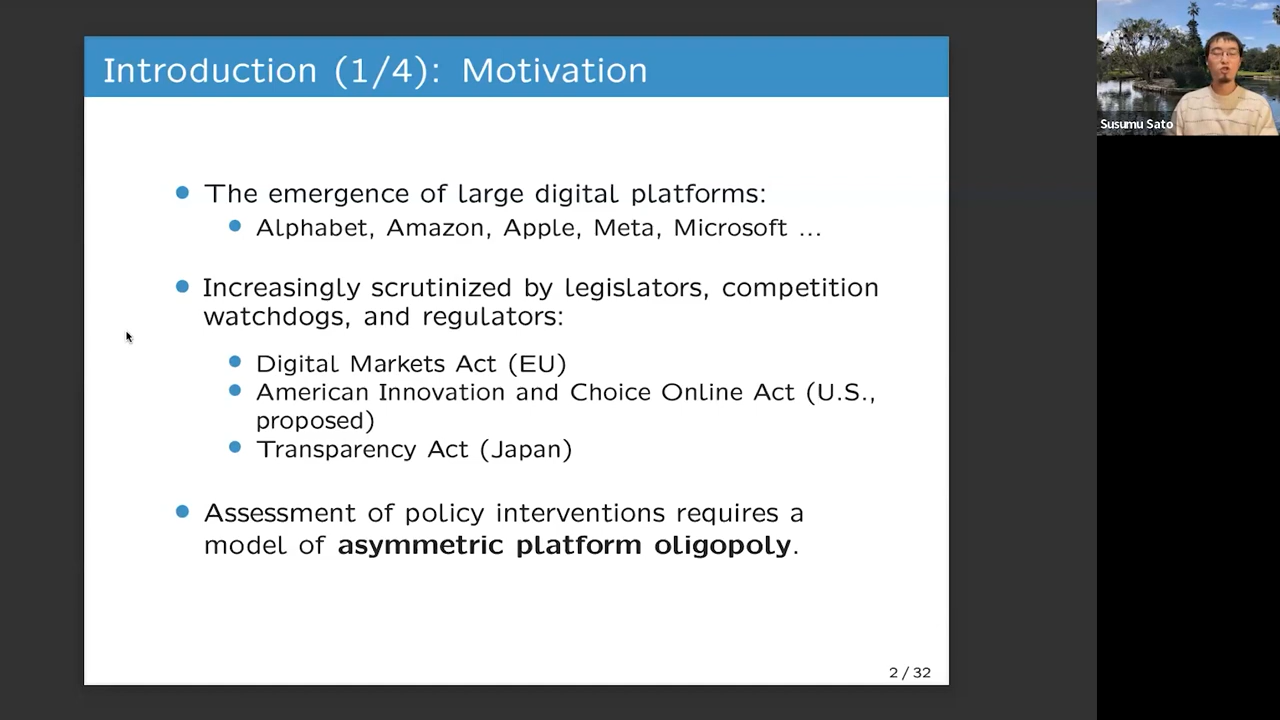 Introduction (1/4): Motivation
The emergence of large digital platforms:
Alphabet, Amazon, Apple, Meta, Microsoft ...
Increasingly scrutinized by legislators, competition
watchdogs, and regulators:
Digital Markets Act (EU)
American Innovation and Choice Online Act (U.S.,
proposed)
Transparency Act (Japan)
Assessment of policy interventions requires a
model of asymmetric platform oligopoly.
2 / 32
Susumu Sato